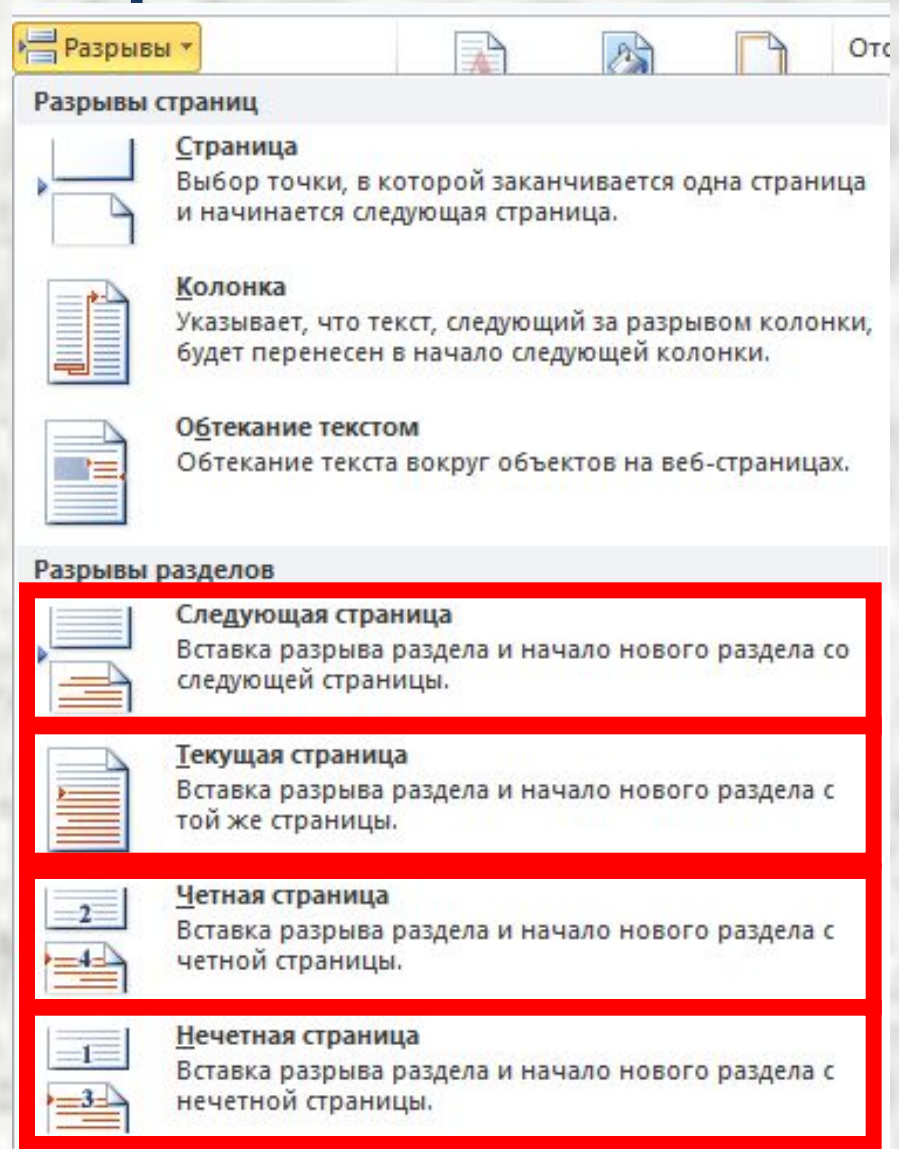 Разрывы
Ото
Разрывы страниц
Страница
Выбор точки, в которой заканчивается одна страница
и начинается следующая страница.
Колонка
Указывает, что текст, следующий за разрывом колонки,
будет перенесен в начало следующей колонки.
Обтекание текстом
Обтекание текста вокруг объектов на веб-страницах.
Разрывы разделов
Следующая страница
Вставка разрыва раздела и начало нового раздела со
следующей страницы.
Текущая страница
Вставка разрыва раздела и начало нового раздела с
той же страницы.
2
Четная страница
Вставка разрыва раздела и начало нового раздела с
4
четной страницы.
1
Нечетная страница
Вставка разрыва раздела и начало нового раздела с
3
нечетной страницы.